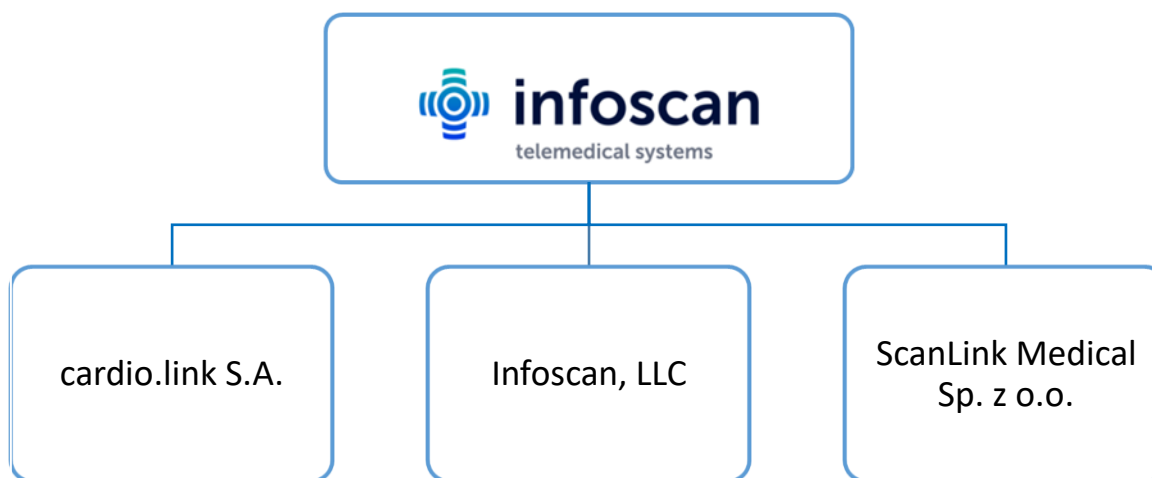 infoscan
telemedical systems
cardio.link S.A.
Infoscan, LLC
ScanLink Medical
Sp. z o.o.